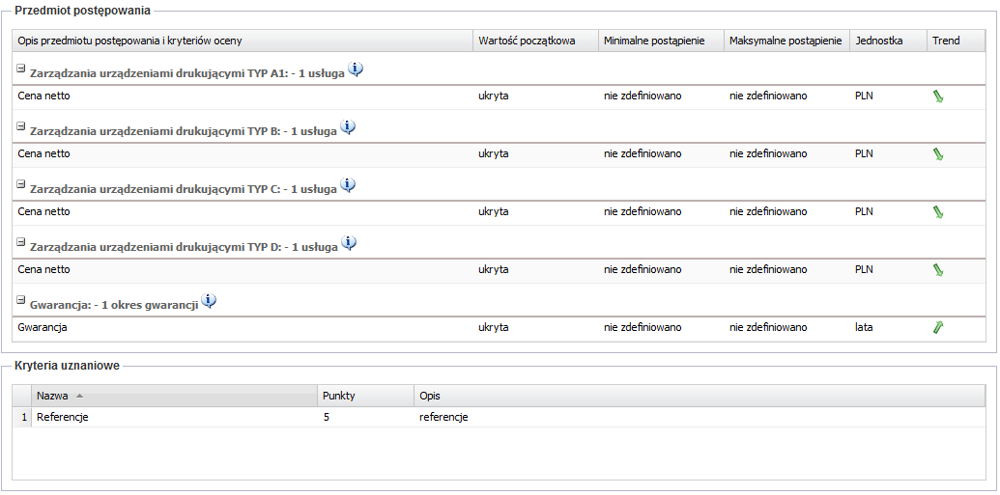 Przedmiot postępowania
Opis przedmiotu postępowania i kryteriów oceny Wartość początkowa Minimalne postąpienie Maksymalne postąpienie Jednostka Trend
Zarządzania urządzeniami drukującymi TYP A1: - 1 usługa
Cena netto ukryta nie zdefiniowano nie zdefiniowano PLN
Zarządzania urządzeniami drukującymi TYP B: - 1 usługa
Cena netto ukryta nie zdefiniowano nie zdefiniowano PLN
Zarządzania urządzeniami drukującymi TYP C: - 1 usługa
Cena netto ukryta nie zdefiniowano nie zdefiniowano PLN
Zarządzania urządzeniami drukującymi TYP D: - 1 usługa
Cena netto ukryta nie zdefiniowano nie zdefiniowano PLN
Gwarancja: - 1 okres gwarancji
Gwarancja ukryta nie zdefiniowano nie zdefiniowano lata
Kryteria uznaniowe
Nazwa Punkty Opis
1 Referencje 5 referencje